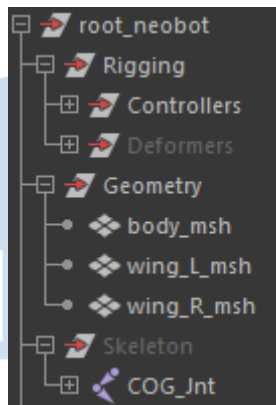 root_neobot
Rigging
Controllers
Deformers
Geometry
body_msh
wing_L_msh
wing_R_msh
Skeleton
COG_Jnt